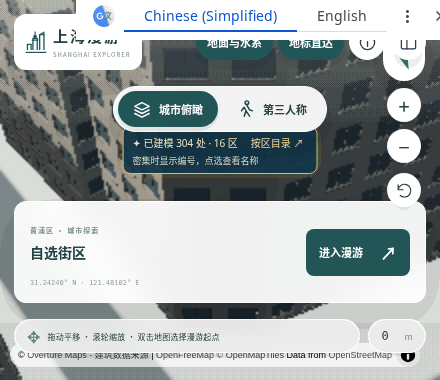 Chinese (Simplified)
English
上海漫游
SHANGHAI EXPLORER
地面与水系
地标直达
城市俯瞰
第三人称
✦ 已建模 304 处 · 16 区 按区目录 ↗
密集时显示编号，点选查看名称
黄浦区 · 城市探索
自选街区
31.24240° N · 121.48102° E
进入漫游 ↗
拖动平移 · 滚轮缩放 · 双击地图选择漫游起点
0 m
© Overture Maps · 建筑数据来源 | OpenFreeMap © OpenMapTiles Data from OpenStreetMap